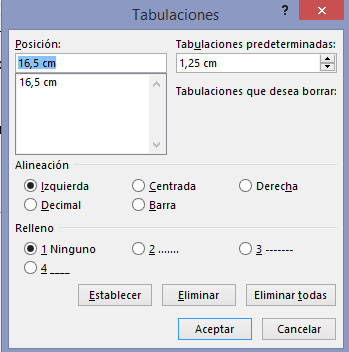 Tabulaciones
? ×
Posición: Tabulaciones predeterminadas:
16,5 cm 1,25 cm
16,5 cm Tabulaciones que desea borrar:
Alineación
Izquierda Centrada Derecha
Decimal Barra
Relleno
1 Ninguno 2 ....... 3 -------
4 ____
Establecer Eliminar Eliminar todas
Aceptar Cancelar